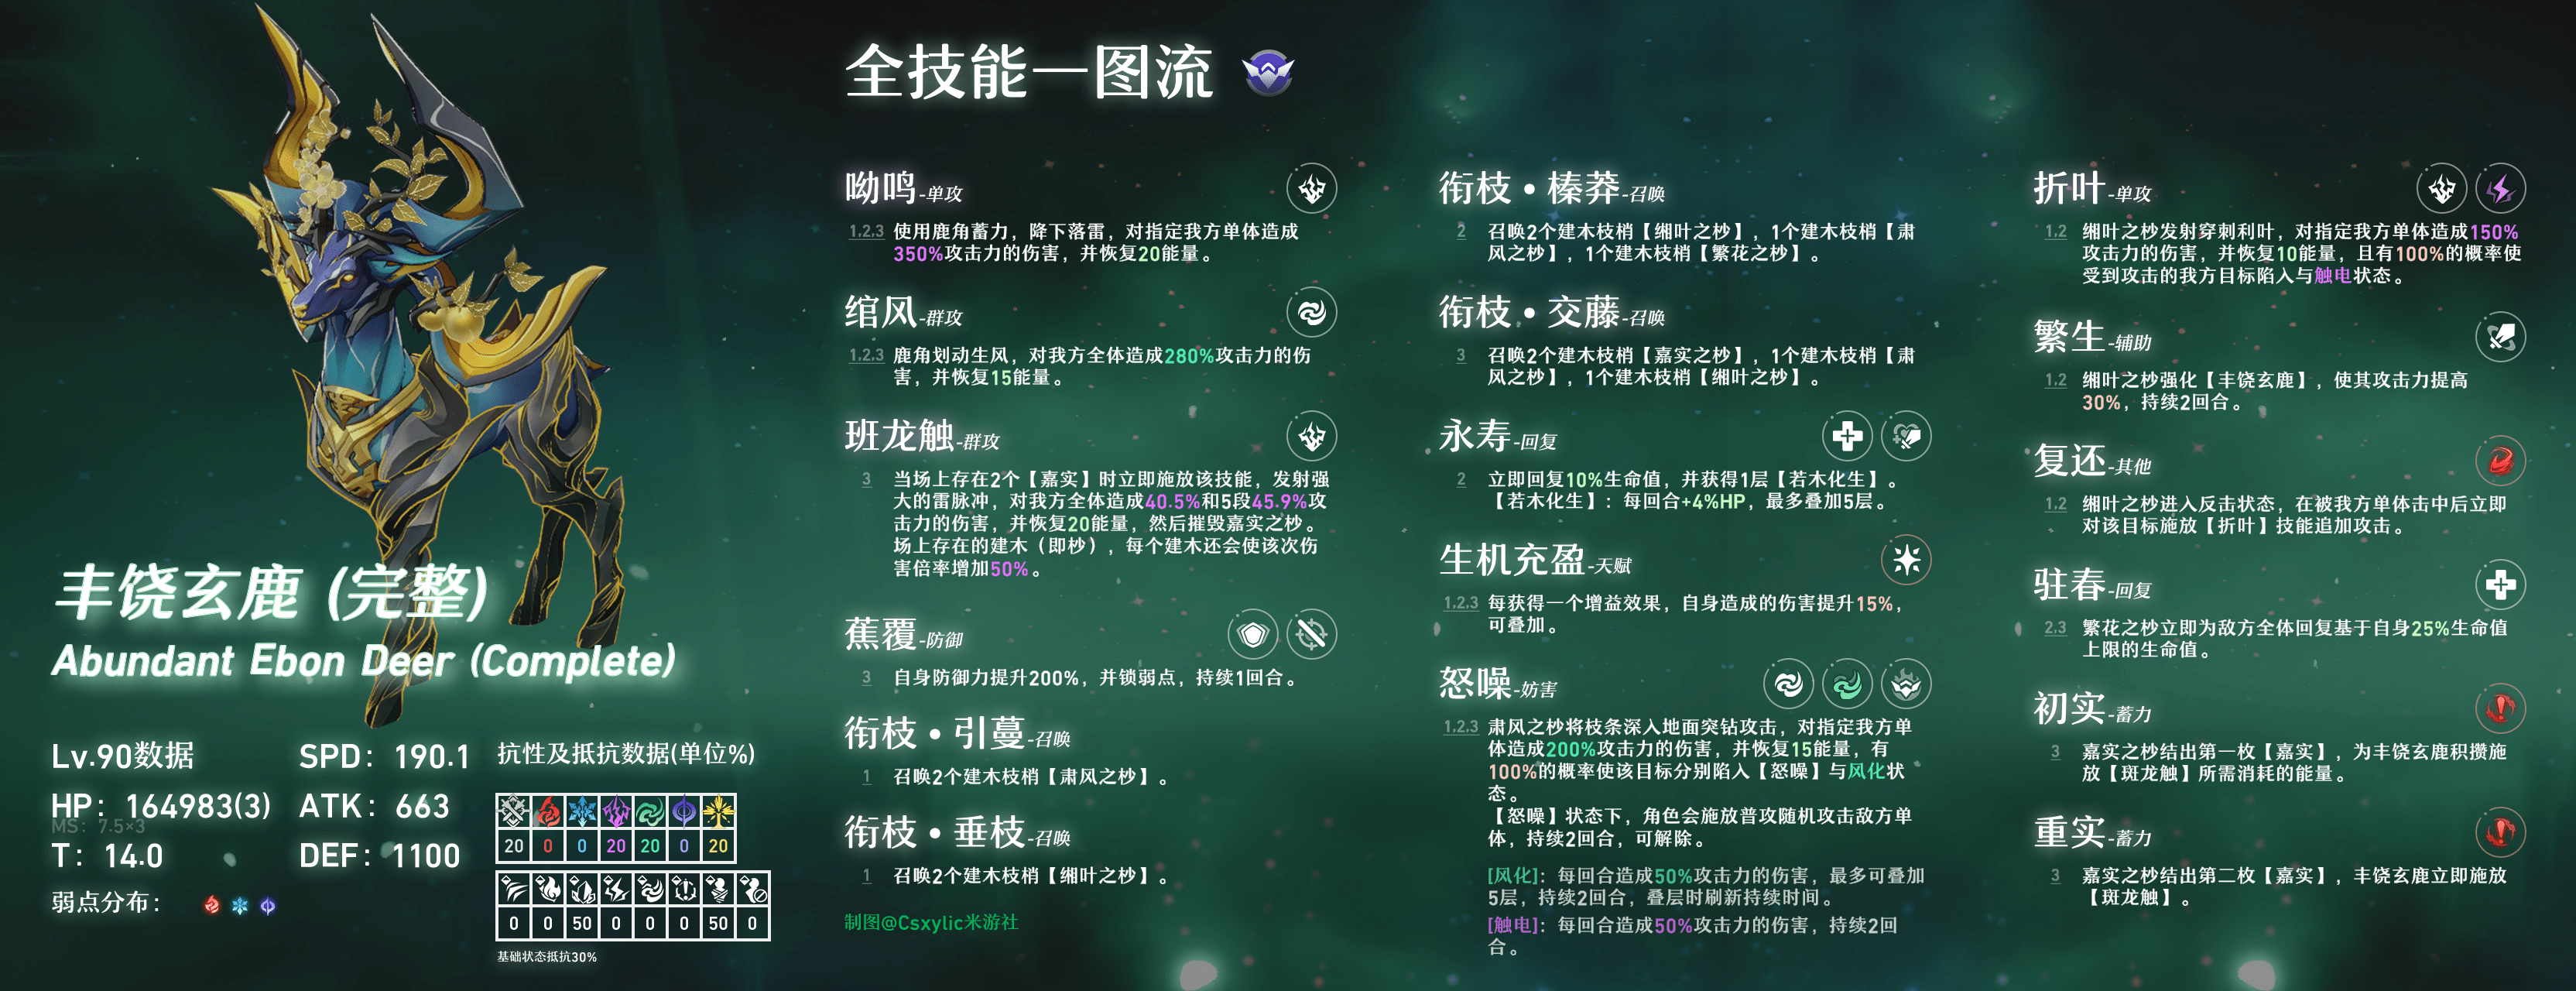 全技能一图流
丰饶玄鹿 (完整)
Abundant Ebon Deer (Complete)
Lv.90数据
SPD: 190.1
抗性及抵抗数据(单位%)
HP: 164983(3)
ATK: 663
MS: 7.5×3
T: 14.0
DEF: 1100
20 0 0 20 20 0 20
弱点分布:
0 0 50 0 0 0 50 0
基础状态抵抗30%
呦鸣-单攻
1.2.3 使用鹿角蓄力，降下落雷，对指定我方单体造成
350%攻击力的伤害，并恢复20能量。
绾风-群攻
1.2.3 鹿角划动生风，对我方全体造成280%攻击力的伤
害，并恢复15能量。
班龙触-群攻
3 当场上存在2个【嘉实】时立即施放该技能，发射强
大的雷脉冲，对我方全体造成40.5%和5段45.9%攻
击力的伤害，并恢复20能量，然后摧毁嘉实之杪。
场上存在的建木（即杪），每个建木还会使该次伤
害倍率增加50%。
蕉覆-防御
3 自身防御力提升200%，并锁弱点，持续1回合。
衔枝•引蔓-召唤
1 召唤2个建木枝梢【肃风之杪】。
衔枝•垂枝-召唤
1 召唤2个建木枝梢【缃叶之杪】。
制图@Csxylic米游社
衔枝•榛莽-召唤
2 召唤2个建木枝梢【缃叶之杪】，1个建木枝梢【肃
风之杪】，1个建木枝梢【繁花之杪】。
衔枝•交藤-召唤
3 召唤2个建木枝梢【嘉实之杪】，1个建木枝梢【肃
风之杪】，1个建木枝梢【缃叶之杪】。
永寿-回复
2 立即回复10%生命值，并获得1层【若木化生】。
【若木化生】：每回合+4%HP，最多叠加5层。
生机充盈-天赋
1.2.3 每获得一个增益效果，自身造成的伤害提升15%，
可叠加。
怒噪-妨害
1.2.3 肃风之杪将枝条深入地面突钻攻击，对指定我方单
体造成200%攻击力的伤害，并恢复15能量，有
100%的概率使该目标分别陷入【怒噪】与风化状
态。
【怒噪】状态下，角色会施放普攻随机攻击敌方单
体，持续2回合，可解除。
[风化]：每回合造成50%攻击力的伤害，最多可叠加
5层，持续2回合，叠层时刷新持续时间。
[触电]：每回合造成50%攻击力的伤害，持续2回
合。
折叶-单攻
1.2 缃叶之杪发射穿刺利叶，对指定我方单体造成150%
攻击力的伤害，并恢复10能量，且有100%的概率使
受到攻击的我方目标陷入与触电状态。
繁生-辅助
1.2 缃叶之杪强化【丰饶玄鹿】，使其攻击力提高
30%，持续2回合。
复还-其他
1.2 缃叶之杪进入反击状态，在被我方单体击中后立即
对该目标施放【折叶】技能追加攻击。
驻春-回复
2.3 繁花之杪立即为敌方全体回复基于自身25%生命值
上限的生命值。
初实-蓄力
3 嘉实之杪结出第一枚【嘉实】，为丰饶玄鹿积攒施
放【斑龙触】所需消耗的能量。
重实-蓄力
3 嘉实之杪结出第二枚【嘉实】，丰饶玄鹿立即施放
【斑龙触】。